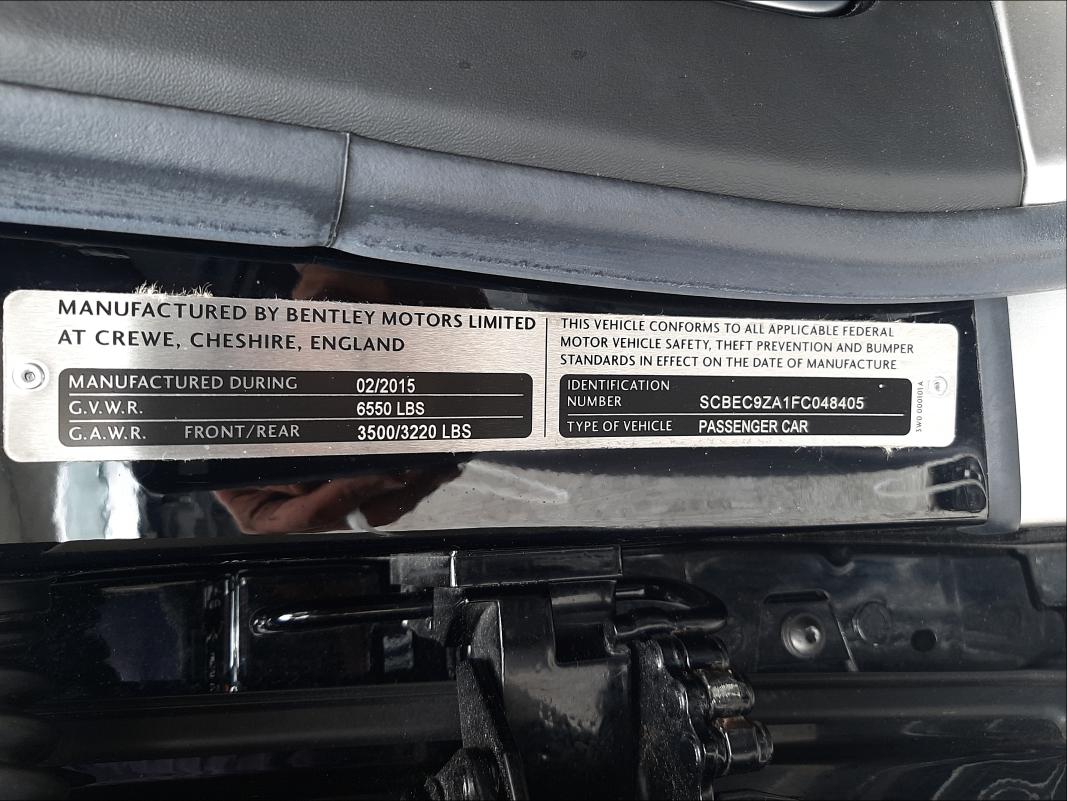 MANUFACTURED BY BENTLEY MOTORS LIMITED
AT CREWE, CHESHIRE, ENGLAND
MANUFACTURED DURING 02/2015
G.V.W.R. 6550 LBS
G.A.W.R. FRONT/REAR 3500/3220 LBS
THIS VEHICLE CONFORMS TO ALL APPLICABLE FEDERAL
MOTOR VEHICLE SAFETY, THEFT PREVENTION AND BUMPER
STANDARDS IN EFFECT ON THE DATE OF MANUFACTURE
IDENTIFICATION
NUMBER SCBEC9ZA1FC048405
TYPE OF VEHICLE PASSENGER CAR
3W0 000101A